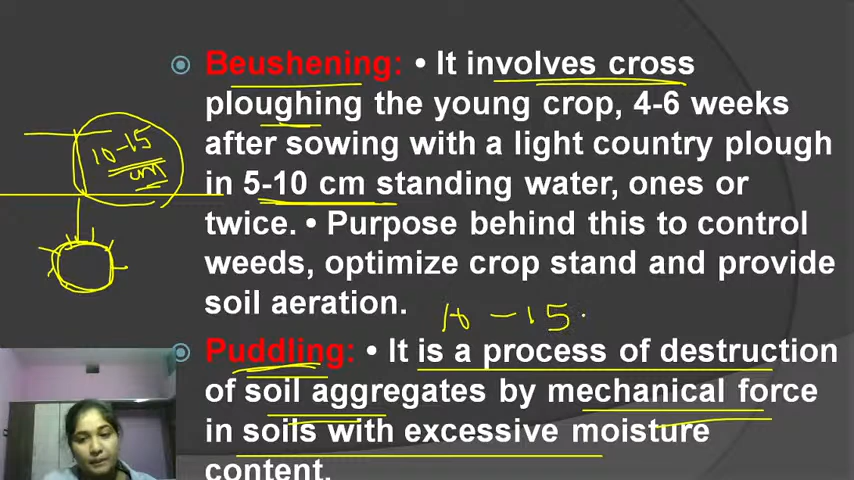 Beushening: • It involves cross
ploughing the young crop, 4-6 weeks
after sowing with a light country plough
in 5-10 cm standing water, ones or
twice. • Purpose behind this to control
weeds, optimize crop stand and provide
soil aeration.
Puddling: • It is a process of destruction
of soil aggregates by mechanical force
in soils with excessive moisture
content.
10-15
cm
10-15